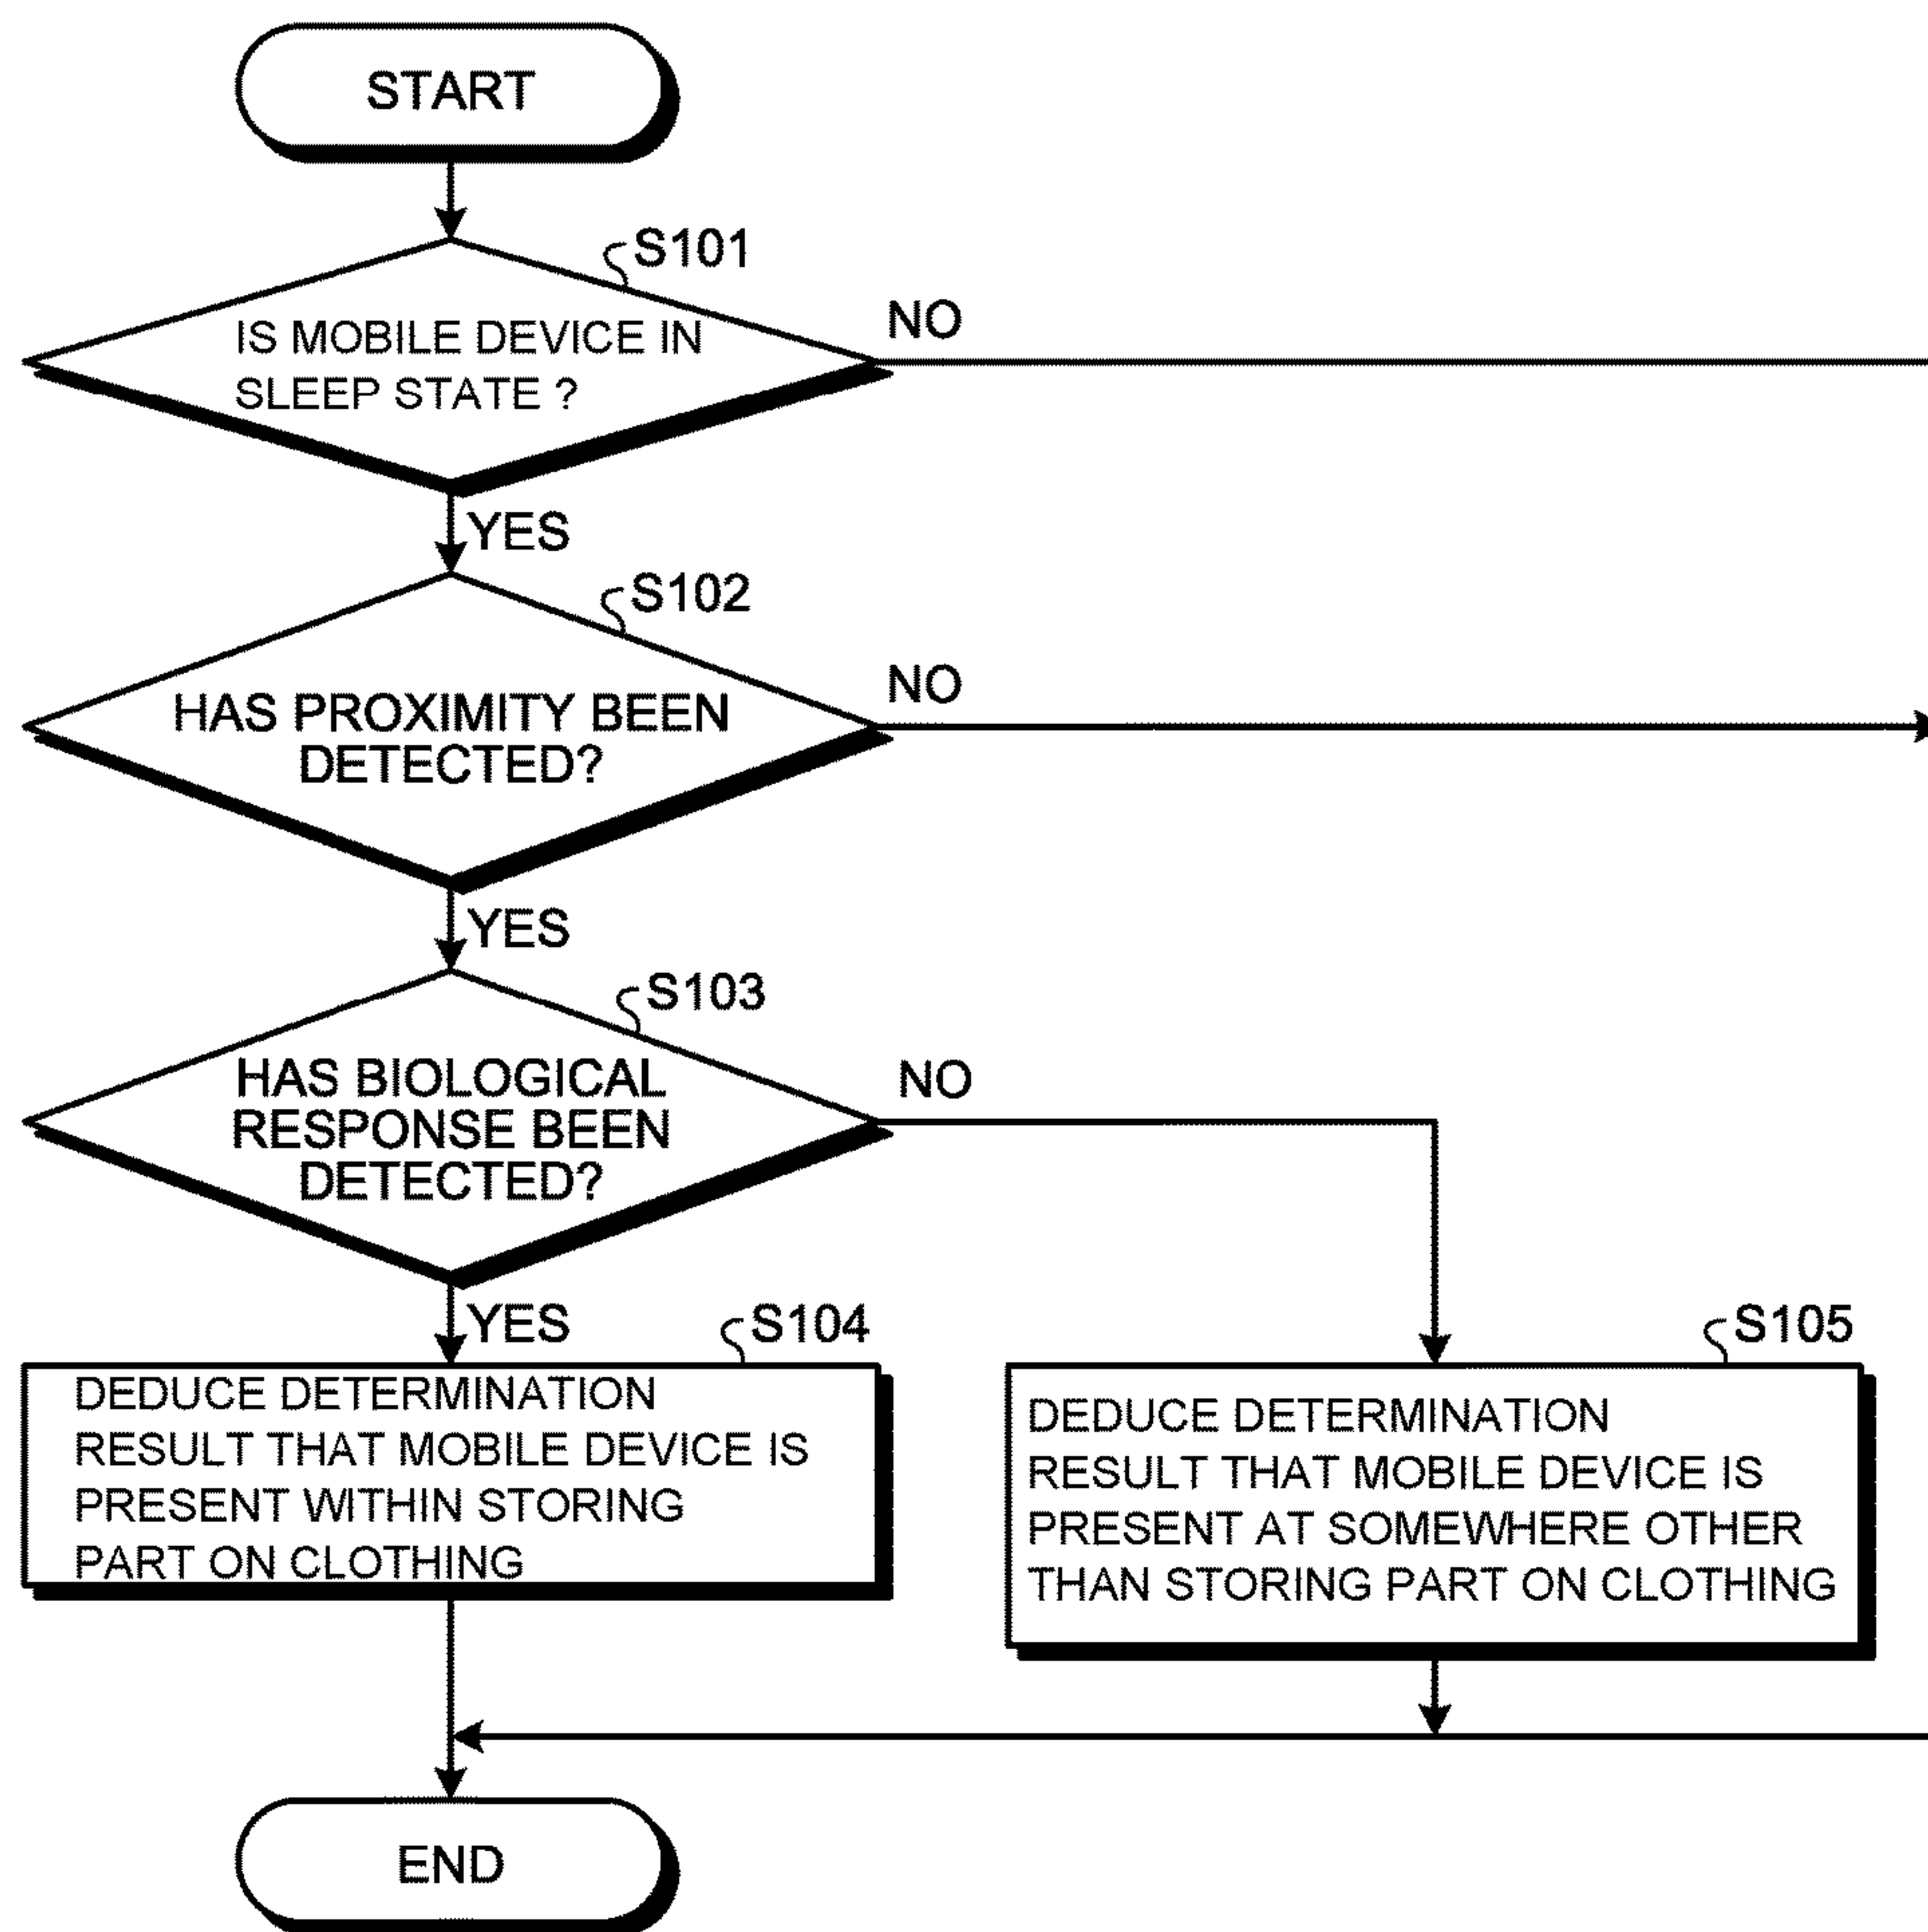 START
S101
IS MOBILE DEVICE IN
SLEEP STATE ?
NO
YES
S102
HAS PROXIMITY BEEN
DETECTED?
NO
YES
S103
HAS BIOLOGICAL
RESPONSE BEEN
DETECTED?
NO
YES
S104
DEDUCE DETERMINATION
RESULT THAT MOBILE DEVICE IS
PRESENT WITHIN STORING
PART ON CLOTHING
S105
DEDUCE DETERMINATION
RESULT THAT MOBILE DEVICE IS
PRESENT AT SOMEWHERE OTHER
THAN STORING PART ON CLOTHING
END